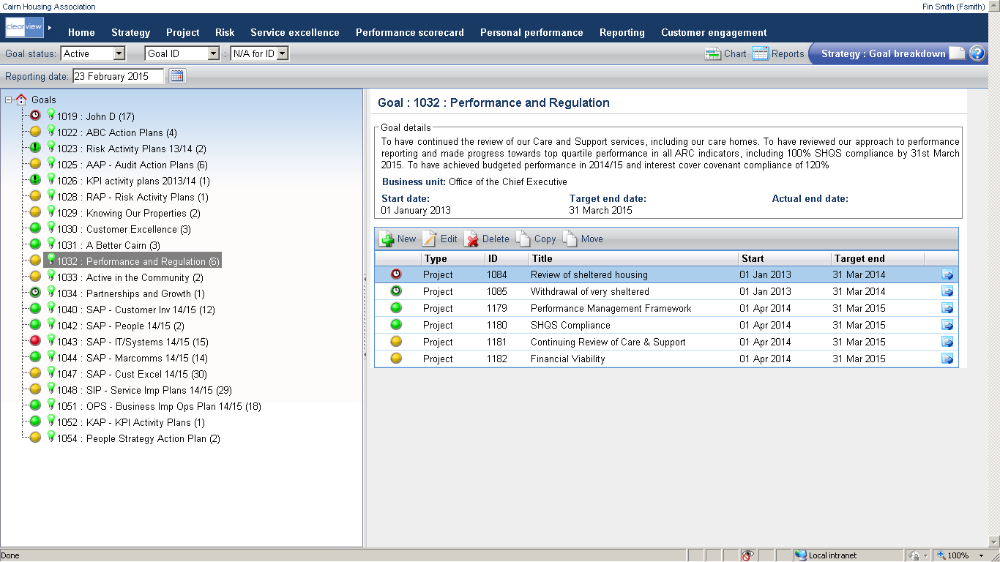 Cairn Housing Association Fin Smith (Fsmith)
clearview Home Strategy Project Risk Service excellence Performance scorecard Personal performance Reporting Customer engagement
Goal status: Active Goal ID : N/A for ID Chart Reports Strategy : Goal breakdown ?
Reporting date: 23 February 2015
Goals
1019 : John D (17)
1022 : ABC Action Plans (4)
1023 : Risk Activity Plans 13/14 (2)
1025 : AAP - Audit Action Plans (6)
1026 : KPI activity plans 2013/14 (1)
1028 : RAP - Risk Activity Plans (1)
1029 : Knowing Our Properties (2)
1030 : Customer Excellence (3)
1031 : A Better Cairn (3)
1032 : Performance and Regulation (6)
1033 : Active in the Community (2)
1034 : Partnerships and Growth (1)
1040 : SAP - Customer Inv 14/15 (12)
1042 : SAP - People 14/15 (2)
1043 : SAP - IT/Systems 14/15 (15)
1044 : SAP - Marcomms 14/15 (14)
1047 : SAP - Cust Excel 14/15 (30)
1048 : SIP - Service Imp Plans 14/15 (29)
1051 : OPS - Business Imp Ops Plan 14/15 (18)
1052 : KAP - KPI Activity Plans (1)
1054 : People Strategy Action Plan (2)
Goal : 1032 : Performance and Regulation
Goal details
To have continued the review of our Care and Support services, including our care homes. To have reviewed our approach to performance
reporting and made progress towards top quartile performance in all ARC indicators, including 100% SHQS compliance by 31st March
2015. To have achieved budgeted performance in 2014/15 and interest cover covenant compliance of 120%
Business unit: Office of the Chief Executive
Start date: Target end date: Actual end date:
01 January 2013 31 March 2015
New Edit Delete Copy Move
Type ID Title Start Target end
Project 1084 Review of sheltered housing 01 Jan 2013 31 Mar 2014
Project 1085 Withdrawal of very sheltered 01 Jan 2013 31 Mar 2014
Project 1179 Performance Management Framework 01 Apr 2014 31 Mar 2015
Project 1180 SHQS Compliance 01 Apr 2014 31 Mar 2015
Project 1181 Continuing Review of Care & Support 01 Apr 2014 31 Mar 2015
Project 1182 Financial Viability 01 Apr 2014 31 Mar 2015
Done Local intranet 100%